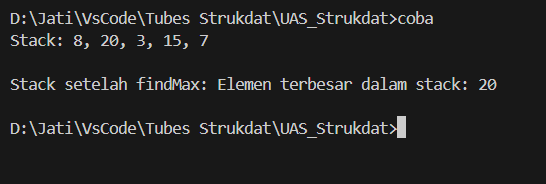 D:\Jati\VsCode\Tubes Strukdat\UAS_Strukdat>coba
Stack: 8, 20, 3, 15, 7
Stack setelah findMax: Elemen terbesar dalam stack: 20
D:\Jati\VsCode\Tubes Strukdat\UAS_Strukdat>